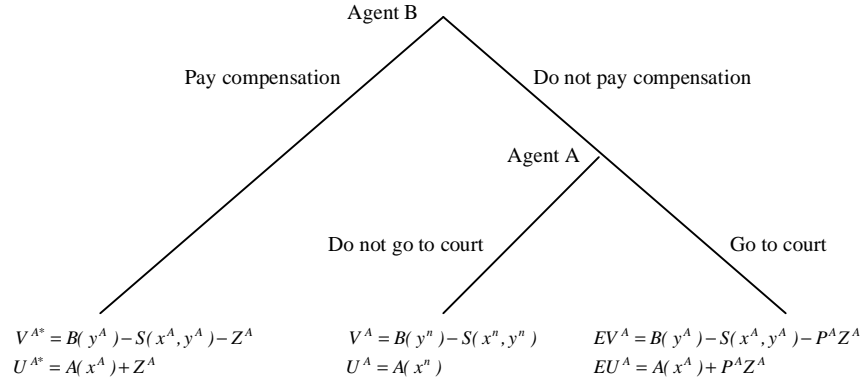 Agent B
Pay compensation
Do not pay compensation
Agent A
Do not go to court
Go to court
V^{A*} = B( y^A ) − S( x^A , y^A ) − Z^A
U^{A*} = A( x^A ) + Z^A
V^A = B( y^n ) − S( x^n , y^n )
U^A = A( x^n )
EV^A = B( y^A ) − S( x^A , y^A ) − P^A Z^A
EU^A = A( x^A ) + P^A Z^A